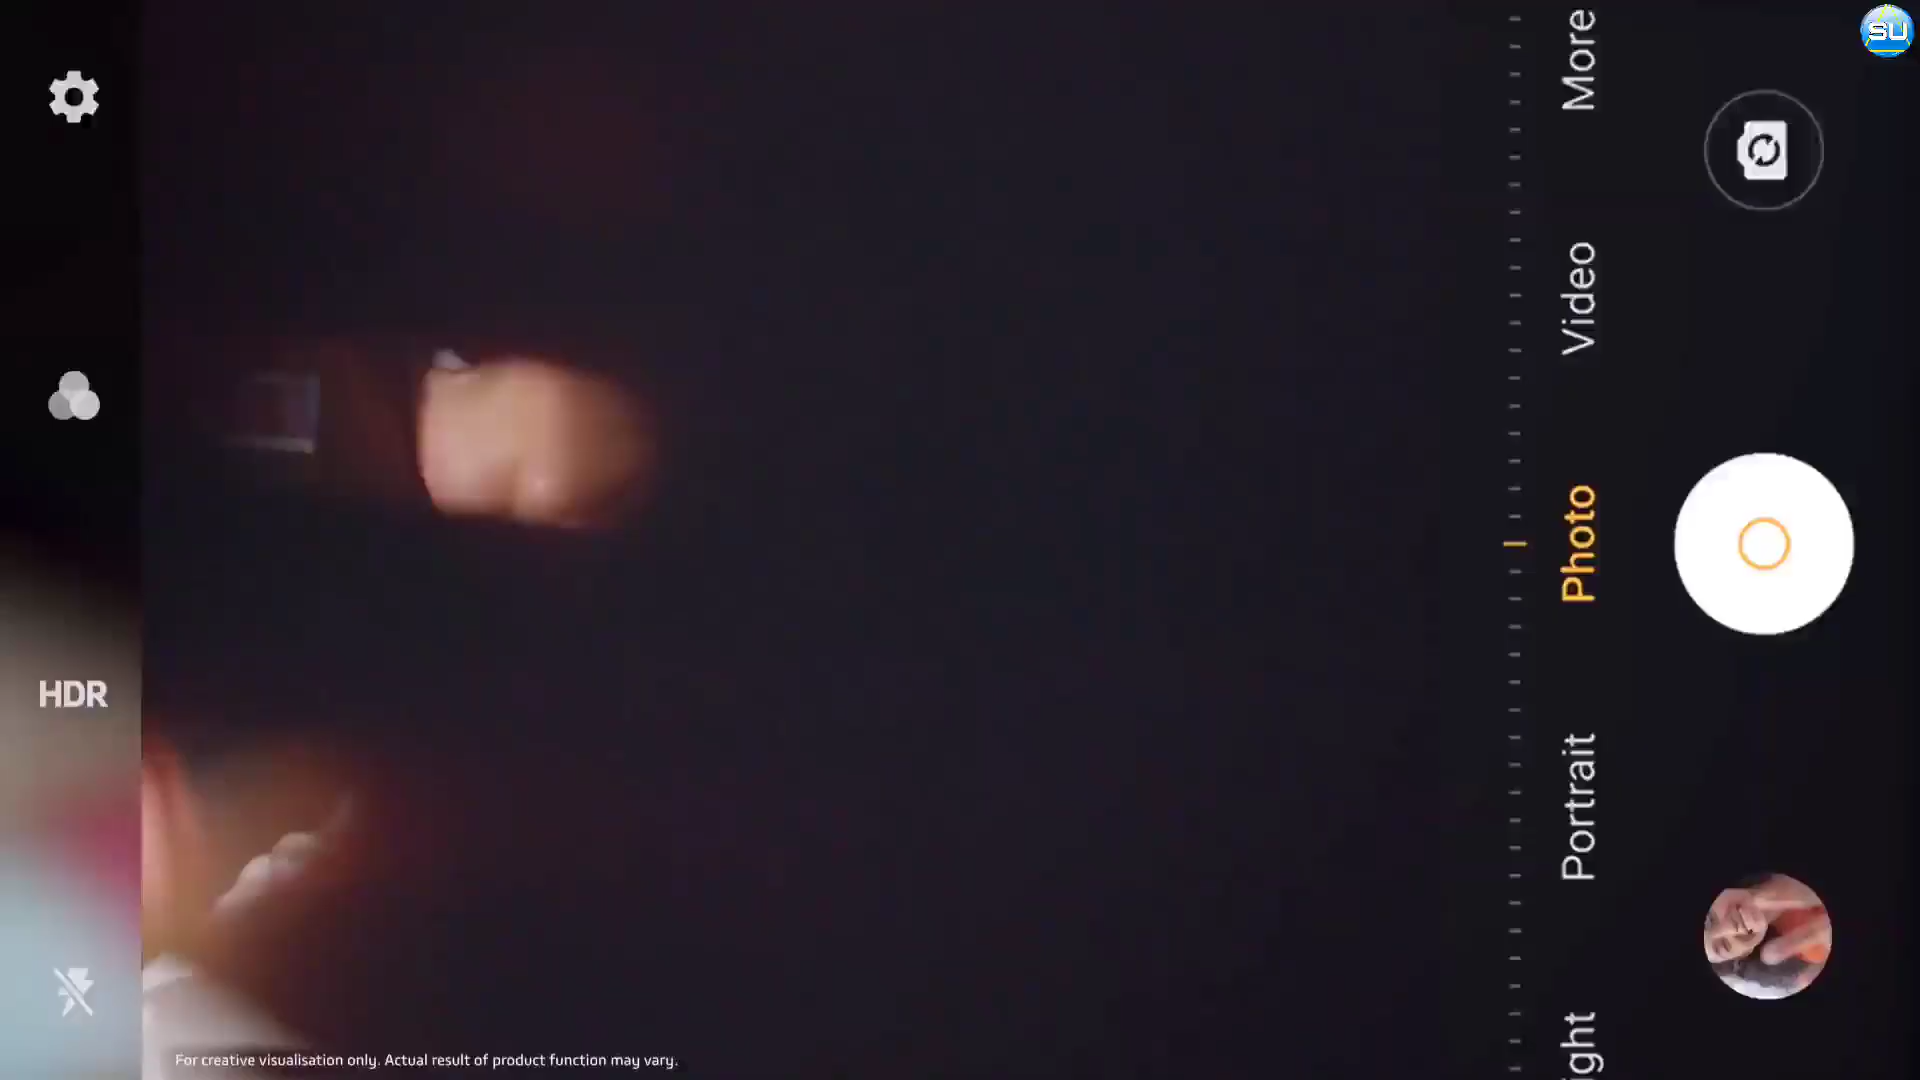 SU
More
Video
Photo
Portrait
ight
HDR
For creative visualisation only. Actual result of product function may vary.